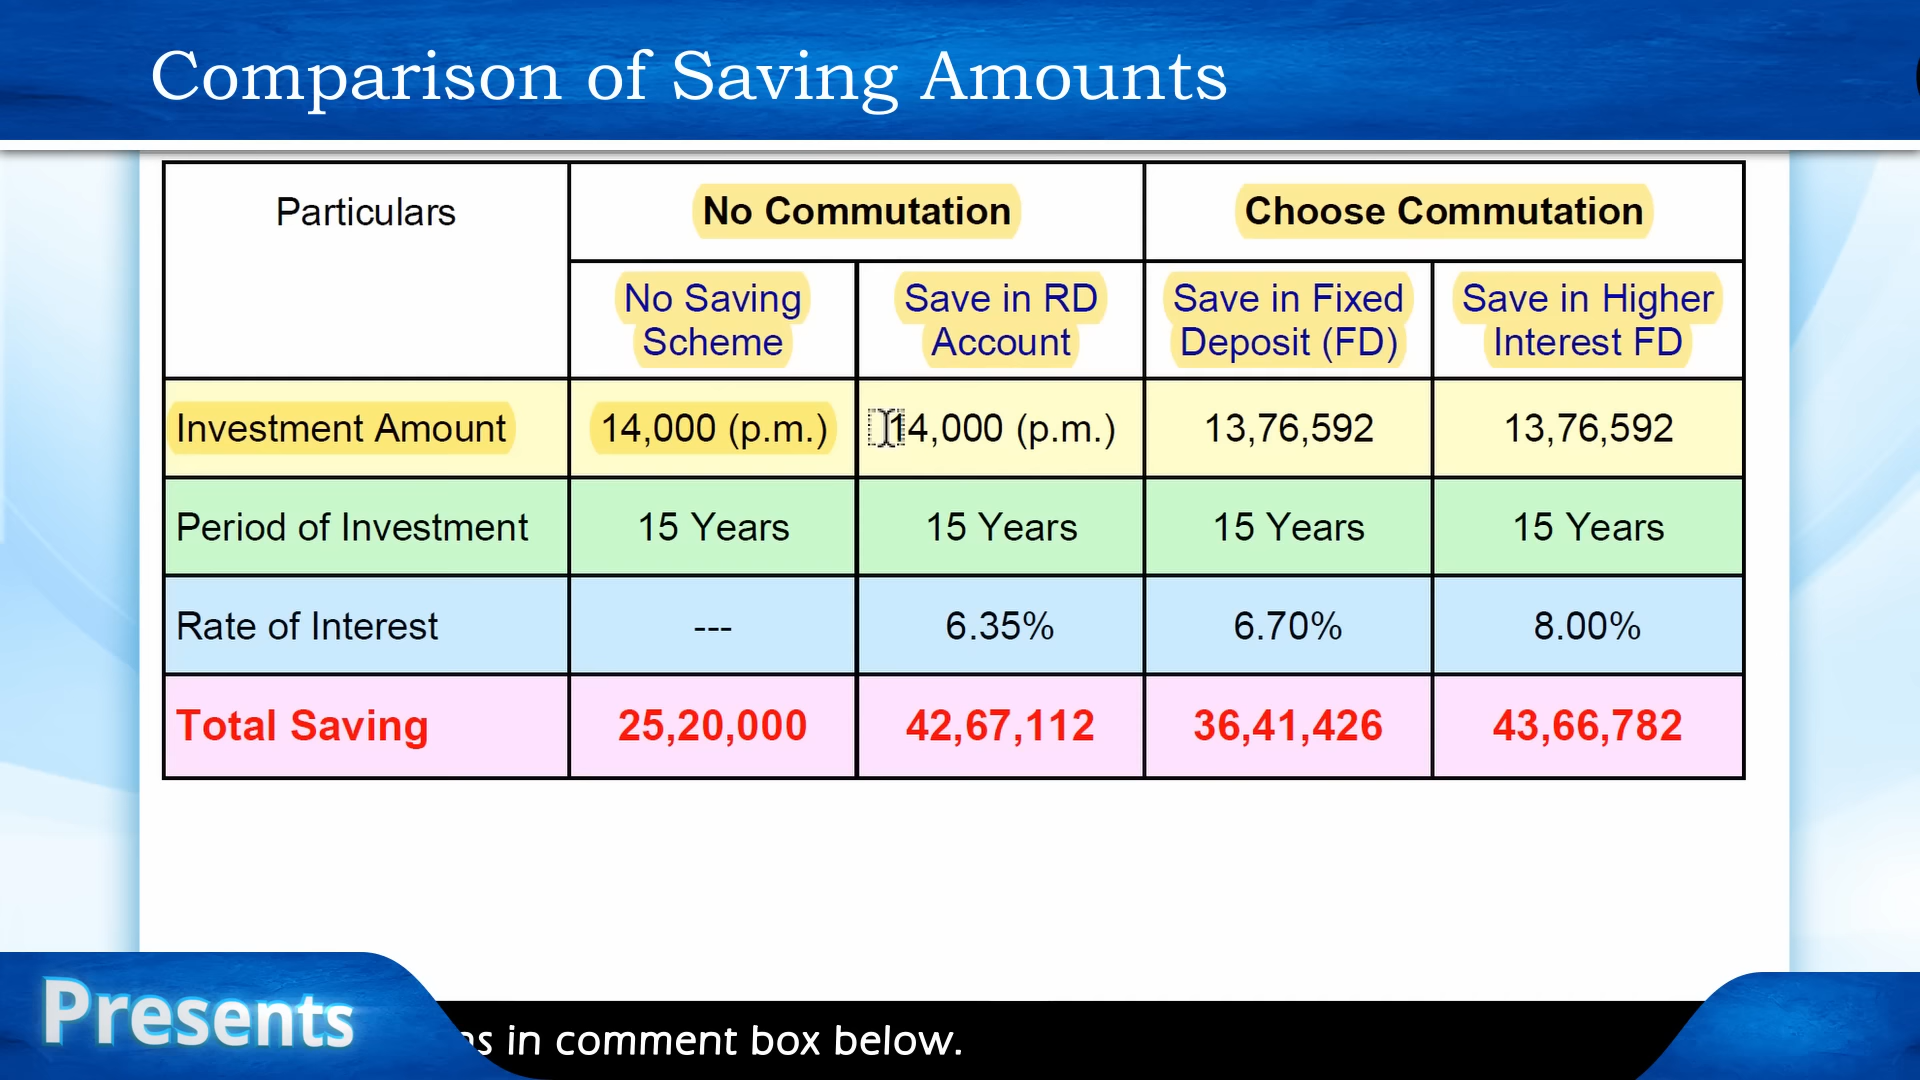 Comparison of Saving Amounts
Particulars
No Commutation
Choose Commutation
No Saving
Scheme
Save in RD
Account
Save in Fixed
Deposit (FD)
Save in Higher
Interest FD
Investment Amount
14,000 (p.m.)
14,000 (p.m.)
13,76,592
13,76,592
Period of Investment
15 Years
15 Years
15 Years
15 Years
Rate of Interest
---
6.35%
6.70%
8.00%
Total Saving
25,20,000
42,67,112
36,41,426
43,66,782
Presents
in comment box below.